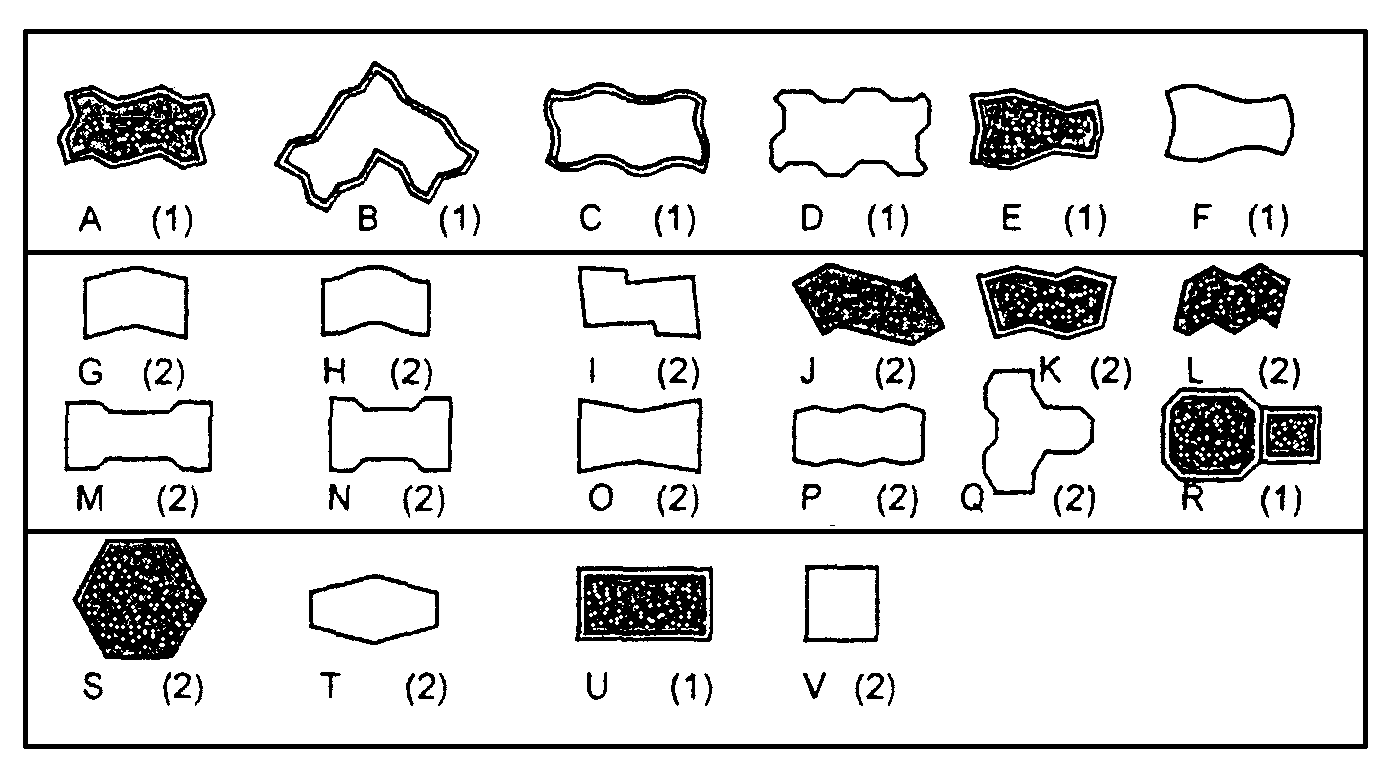 A (1) B (1) C (1) D (1) E (1) F (1)
G (2) H (2) I (2) J (2) K (2) L (2)
M (2) N (2) O (2) P (2) Q (2) R (1)
S (2) T (2) U (1) V (2)